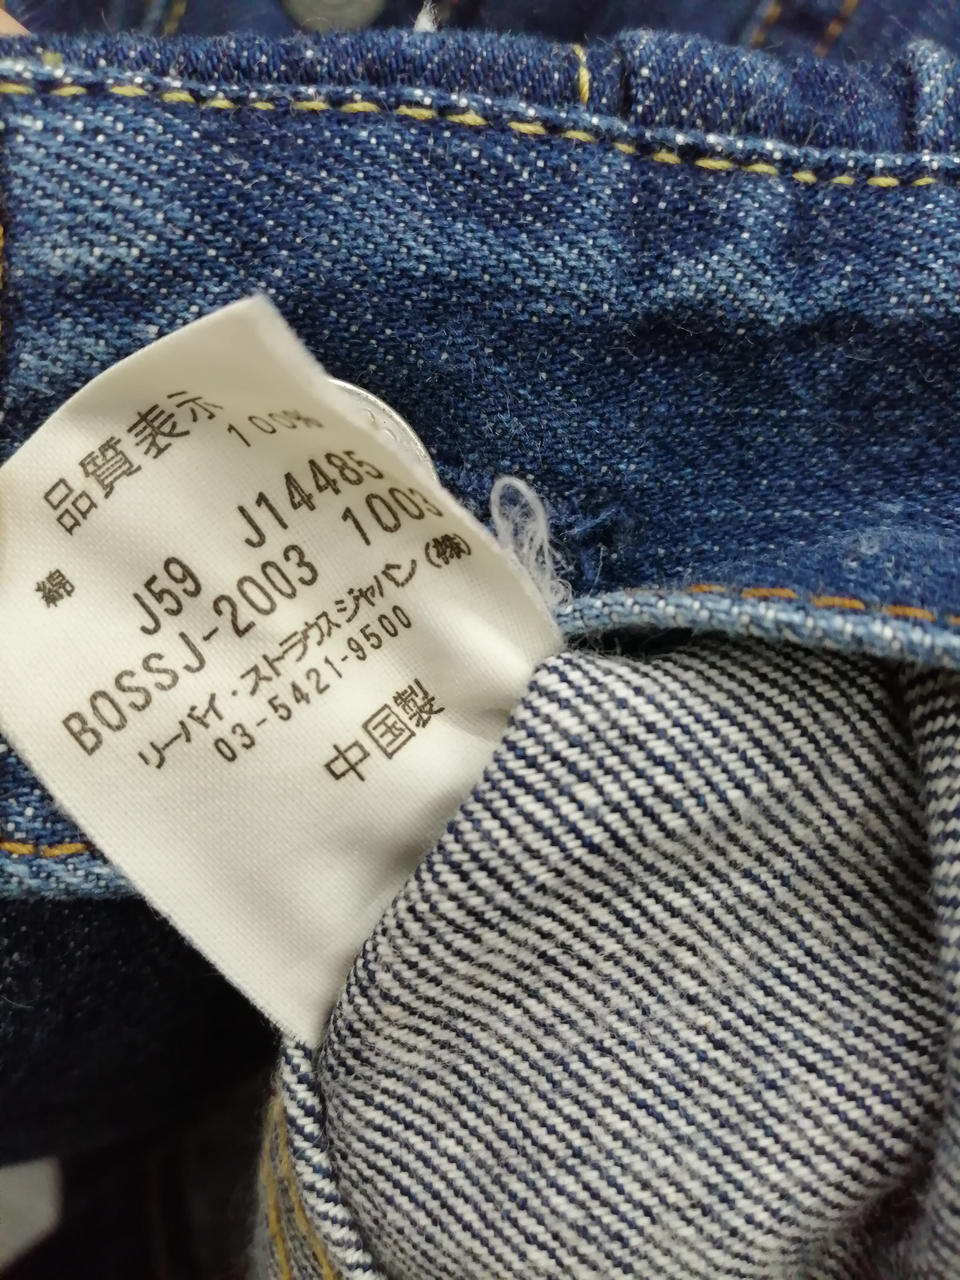 品質表示
綿 100%
J59 J14485
BOSSJ-2003 1003
リーバイ・ストラウスジャパン(株)
03-5421-9500
中国製